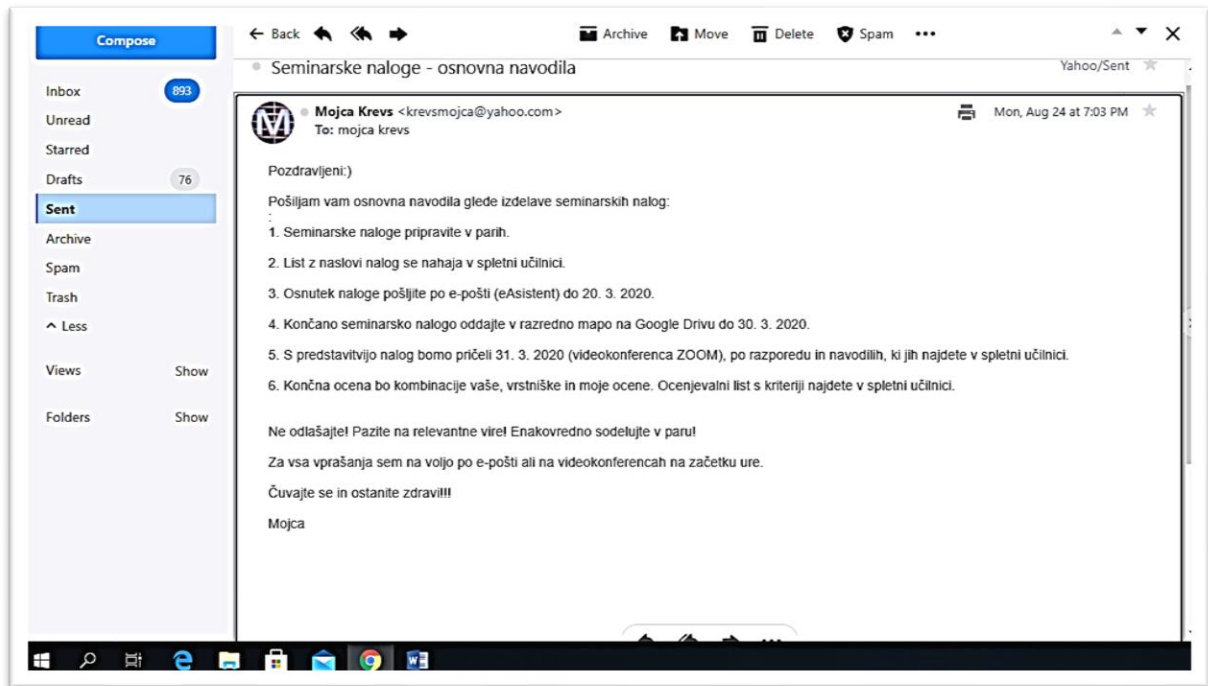 Compose
Back
Archive
Move
Delete
Spam
Seminarske naloge - osnovna navodila
Yahoo/Sent
Inbox 893
Unread
Starred
Drafts 76
Sent
Archive
Spam
Trash
Less
Views Show
Folders Show
Mojca Krevs <krevsmojca@yahoo.com>
Mon, Aug 24 at 7:03 PM
To: mojca krevs
Pozdravljeni:)
Pošiljam vam osnovna navodila glede izdelave seminarskih nalog:
:
1. Seminarske naloge pripravite v parih.
2. List z naslovi nalog se nahaja v spletni učilnici.
3. Osnutek naloge pošljite po e-pošti (eAsistent) do 20. 3. 2020.
4. Končano seminarsko nalogo oddajte v razredno mapo na Google Drivu do 30. 3. 2020.
5. S predstavitvijo nalog bomo pričeli 31. 3. 2020 (videokonferenca ZOOM), po razporedu in navodilih, ki jih najdete v spletni učilnici.
6. Končna ocena bo kombinacije vaše, vrstniške in moje ocene. Ocenjevalni list s kriteriji najdete v spletni učilnici.
Ne odlašajte! Pazite na relevantne vire! Enakovredno sodelujte v paru!
Za vsa vprašanja sem na voljo po e-pošti ali na videokonferencah na začetku ure.
Čuvajte se in ostanite zdravi!!!
Mojca